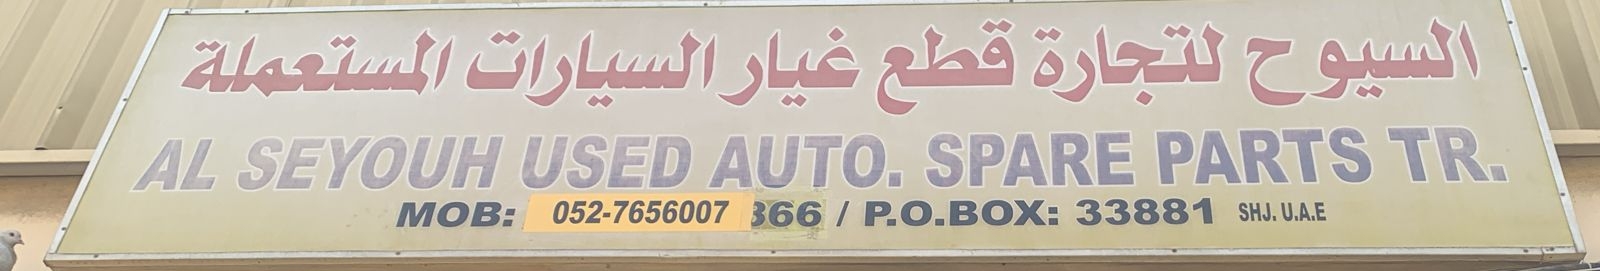 السيوح لتجارة قطع غيار السيارات المستعملة
AL SEYOUH USED AUTO. SPARE PARTS TR.
MOB: 052-7656007 366 / P.O.BOX: 33881 SHJ. U.A.E